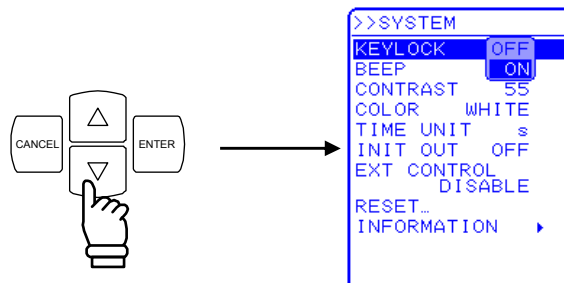 CANCEL
ENTER
>>SYSTEM
KEYLOCK OFF
BEEP ON
CONTRAST 55
COLOR WHITE
TIME UNIT s
INIT OUT OFF
EXT CONTROL
DISABLE
RESET…
INFORMATION